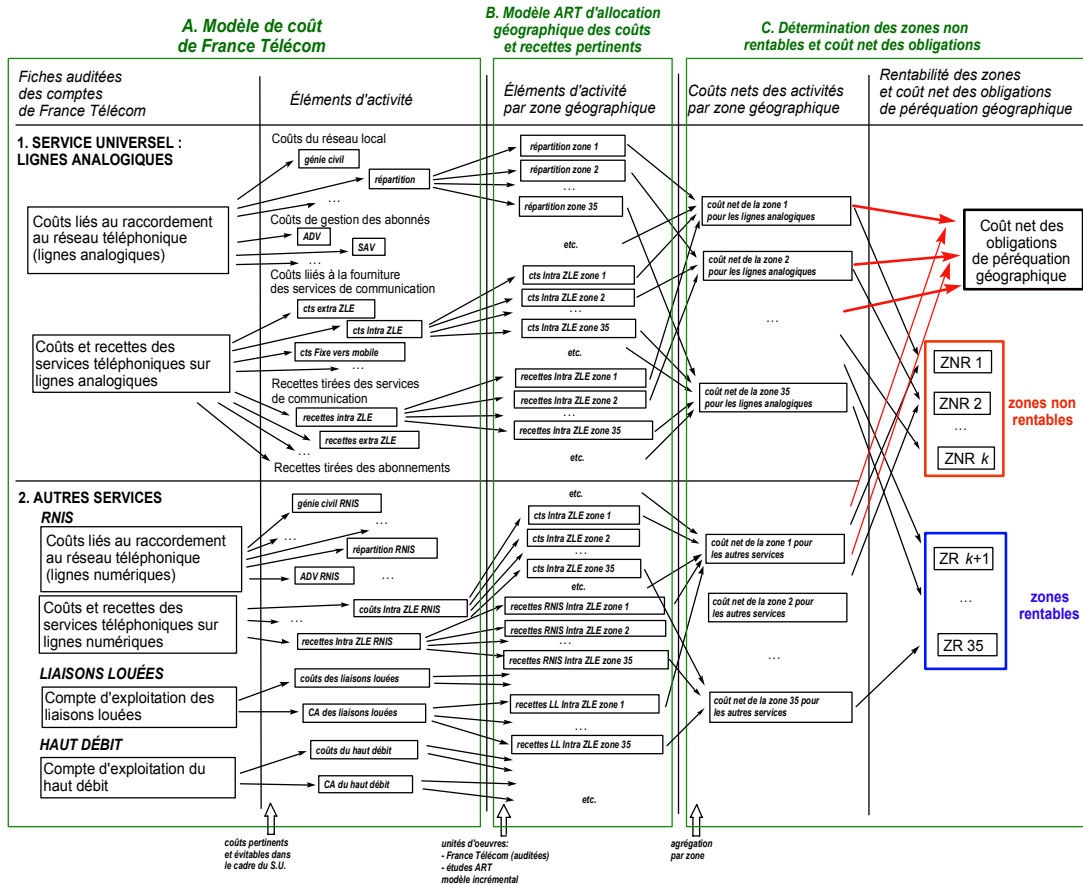 A. Modèle de coût
de France Télécom
B. Modèle ART d'allocation
géographique des coûts
et recettes pertinents
C. Détermination des zones non
rentables et coût net des obligations
Fiches auditées
des comptes
de France Télécom
Éléments d'activité
Éléments d'activité
par zone géographique
Coûts nets des activités
par zone géographique
Rentabilité des zones
et coût net des obligations
de péréquation géographique
1. SERVICE UNIVERSEL :
LIGNES ANALOGIQUES
Coûts liés au raccordement
au réseau téléphonique
(lignes analogiques)
Coûts et recettes des
services téléphoniques sur
lignes analogiques
Coûts du réseau local
génie civil
répartition
...
Coûts de gestion des abonnés
ADV
SAV
...
Coûts lliés à la fourniture
des services de communication
cts extra ZLE
cts Intra ZLE
cts Fixe vers mobile
...
Recettes tirées des services
de communication
recettes intra ZLE
recettes extra ZLE
...
Recettes tirées des abonnements
répartition zone 1
répartition zone 2
...
répartition zone 35
etc.
cts Intra ZLE zone 1
cts Intra ZLE zone 2
...
cts Intra ZLE zone 35
etc.
recettes Intra ZLE zone 1
recettes Intra ZLE zone 2
...
recettes Intra ZLE zone 35
etc.
coût net de la zone 1
pour les lignes analogiques
coût net de la zone 2
pour les lignes analogiques
...
coût net de la zone 35
pour les lignes analogiques
Coût net des
obligations
de péréquation
géographique
ZNR 1
ZNR 2
...
ZNR k
zones non
rentables
2. AUTRES SERVICES
RNIS
Coûts liés au raccordement
au réseau téléphonique
(lignes numériques)
Coûts et recettes des
services téléphoniques sur
lignes numériques
LIAISONS LOUÉES
Compte d'exploitation des
liaisons louées
HAUT DÉBIT
Compte d'exploitation du
haut débit
génie civil RNIS
...
...
répartition RNIS
ADV RNIS
...
coûts Intra ZLE RNIS
...
recettes Intra ZLE RNIS
coûts des liaisons louées
CA des liaisons louées
coûts du haut débit
CA du haut débit
etc.
cts Intra ZLE zone 1
cts Intra ZLE zone 2
...
cts Intra ZLE zone 35
etc.
recettes RNIS Intra ZLE zone 1
recettes RNIS Intra ZLE zone 2
...
recettes RNIS Intra ZLE zone 35
recettes LL Intra ZLE zone 1
...
recettes LL Intra ZLE zone 35
etc.
coût net de la zone 1 pour
les autres services
coût net de la zone 2 pour
les autres services
...
coût net de la zone 35 pour
les autres services
ZR k+1
...
ZR 35
zones
rentables
coûts pertinents
et évitables dans
le cadre du S.U.
unités d'oeuvres:
- France Télécom (auditées)
- études ART
modèle incrémental
agrégation
par zone